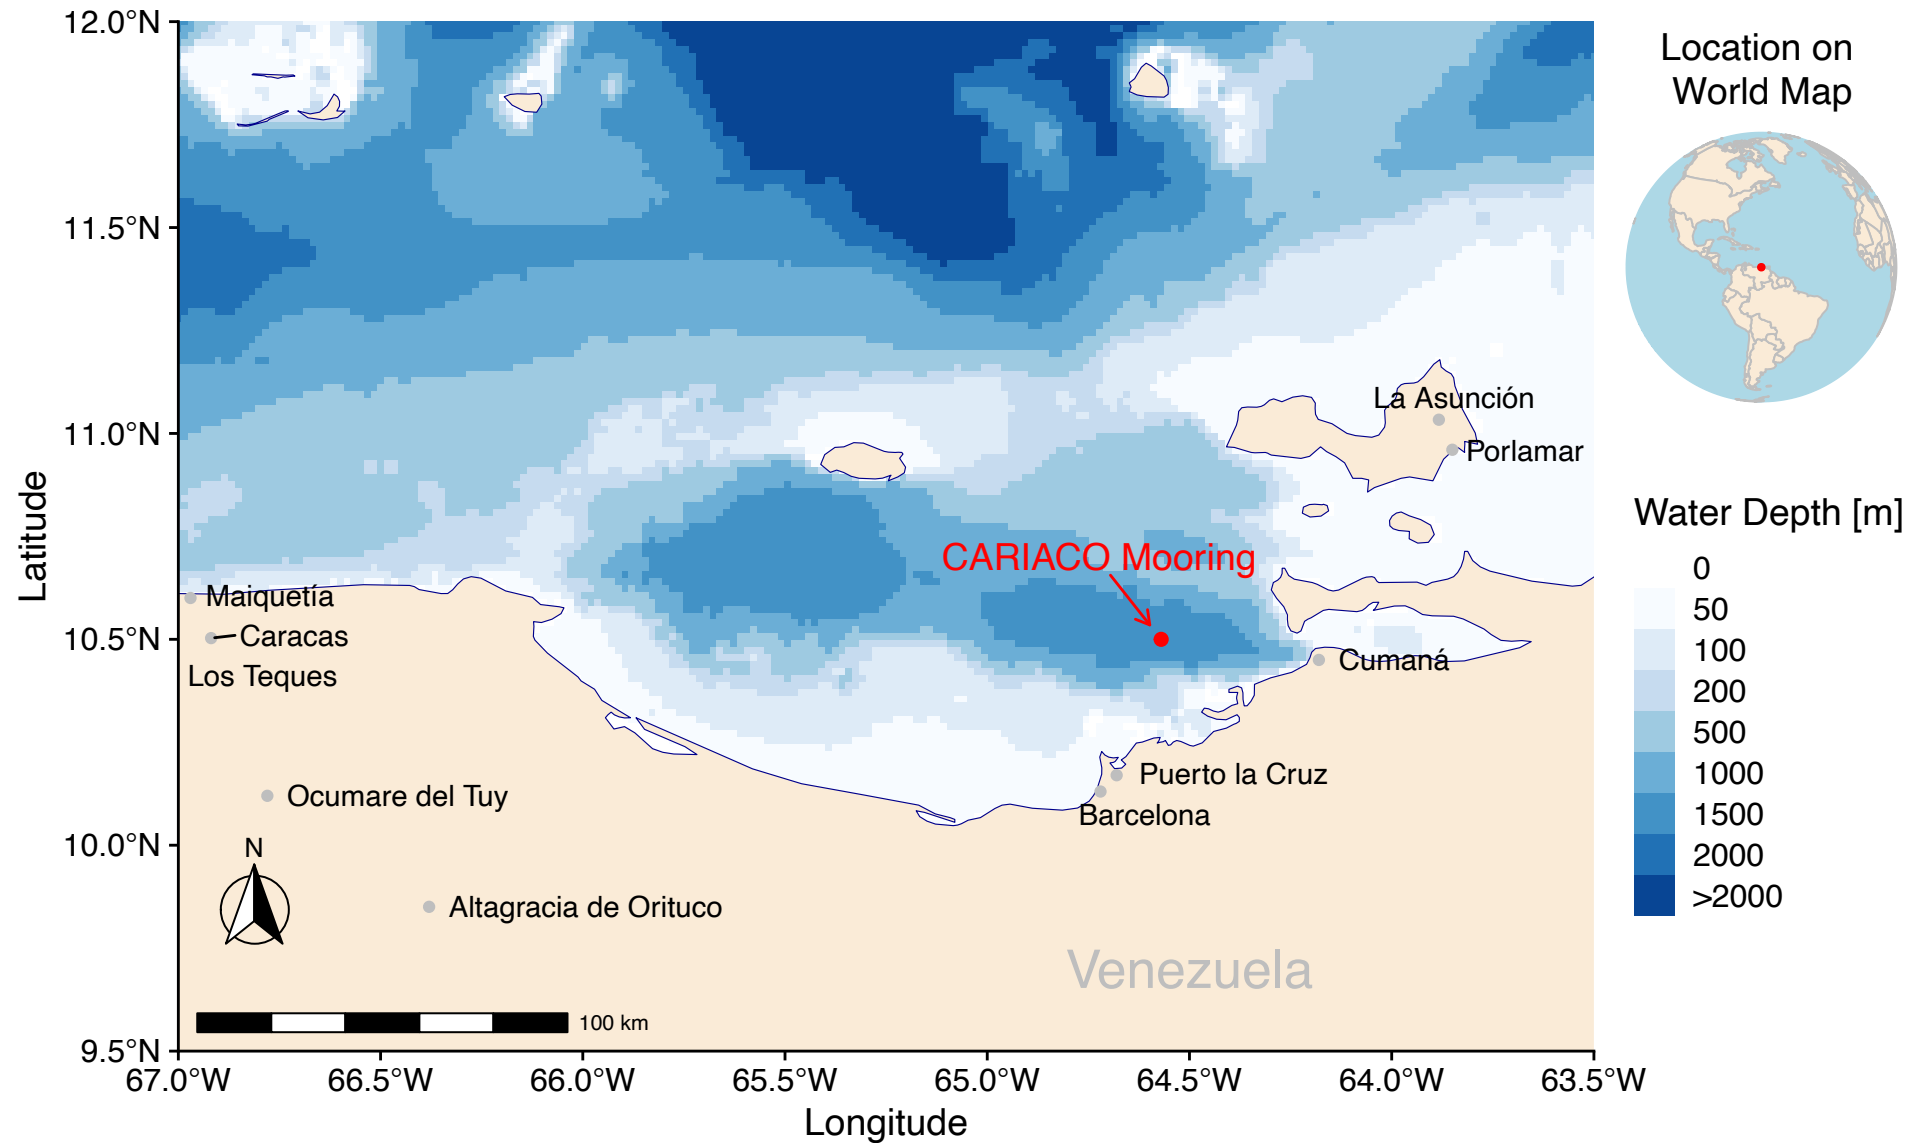 12.0°N
11.5°N
11.0°N
10.5°N
10.0°N
9.5°N
Latitude
67.0°W
66.5°W
66.0°W
65.5°W
65.0°W
64.5°W
64.0°W
63.5°W
Longitude
La Asunción
Porlamar
CARIACO Mooring
Maiquetía
Caracas
Los Teques
Cumaná
Puerto la Cruz
Barcelona
Ocumare del Tuy
N
Altagracia de Orituco
Venezuela
100 km
Location on
World Map
Water Depth [m]
0
50
100
200
500
1000
1500
2000
>2000